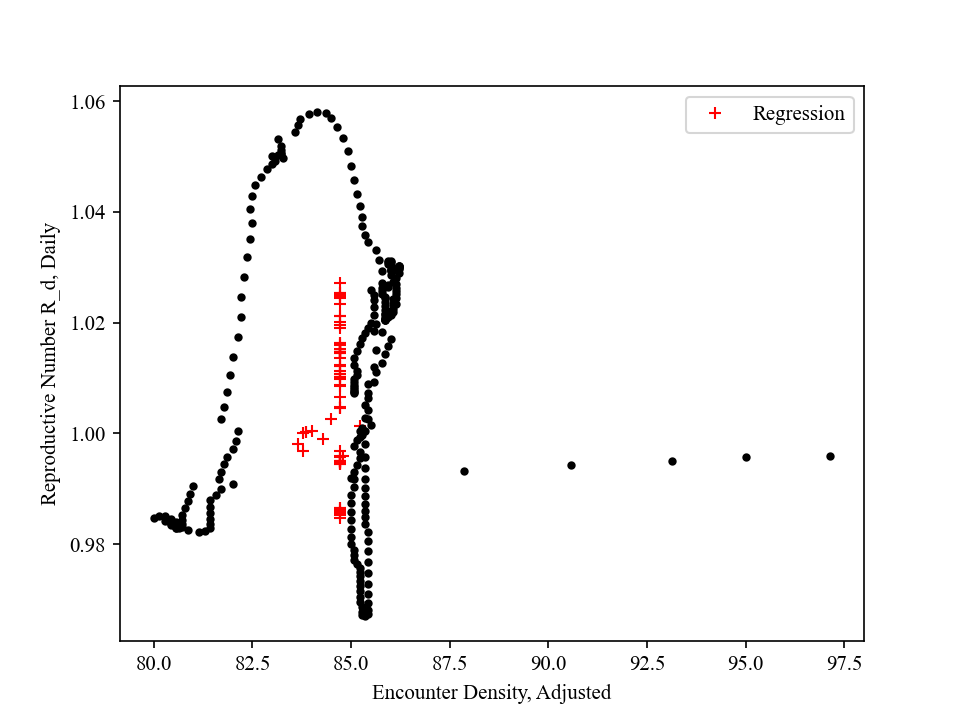 1.06
1.04
1.02
1.00
0.98
Reproductive Number R_d, Daily
Regression
80.0 82.5 85.0 87.5 90.0 92.5 95.0 97.5
Encounter Density, Adjusted